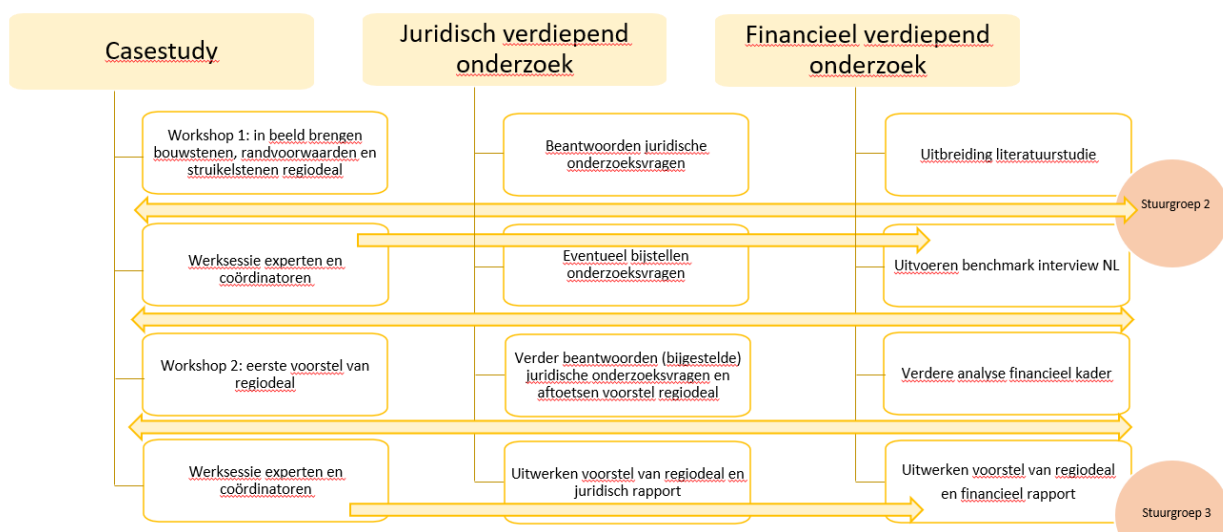 Casestudy
Juridisch verdiepend
onderzoek
Financieel verdiepend
onderzoek
Workshop 1: in beeld brengen
bouwstenen, randvoorwaarden en
struikelstenen regiodeal
Beantwoorden juridische
onderzoeksvragen
Uitbreiding literatuurstudie
Stuurgroep 2
Werksessie experten en
coördinatoren
Eventueel bijstellen
onderzoeksvragen
Uitvoeren benchmark interview NL
Workshop 2: eerste voorstel van
regiodeal
Verder beantwoorden (bijgestelde)
juridische onderzoeksvragen en
aftoetsen voorstel regiodeal
Verdere analyse financieel kader
Werksessie experten en
coördinatoren
Uitwerken voorstel van regiodeal en
juridisch rapport
Uitwerken voorstel van regiodeal
en financieel rapport
Stuurgroep 3